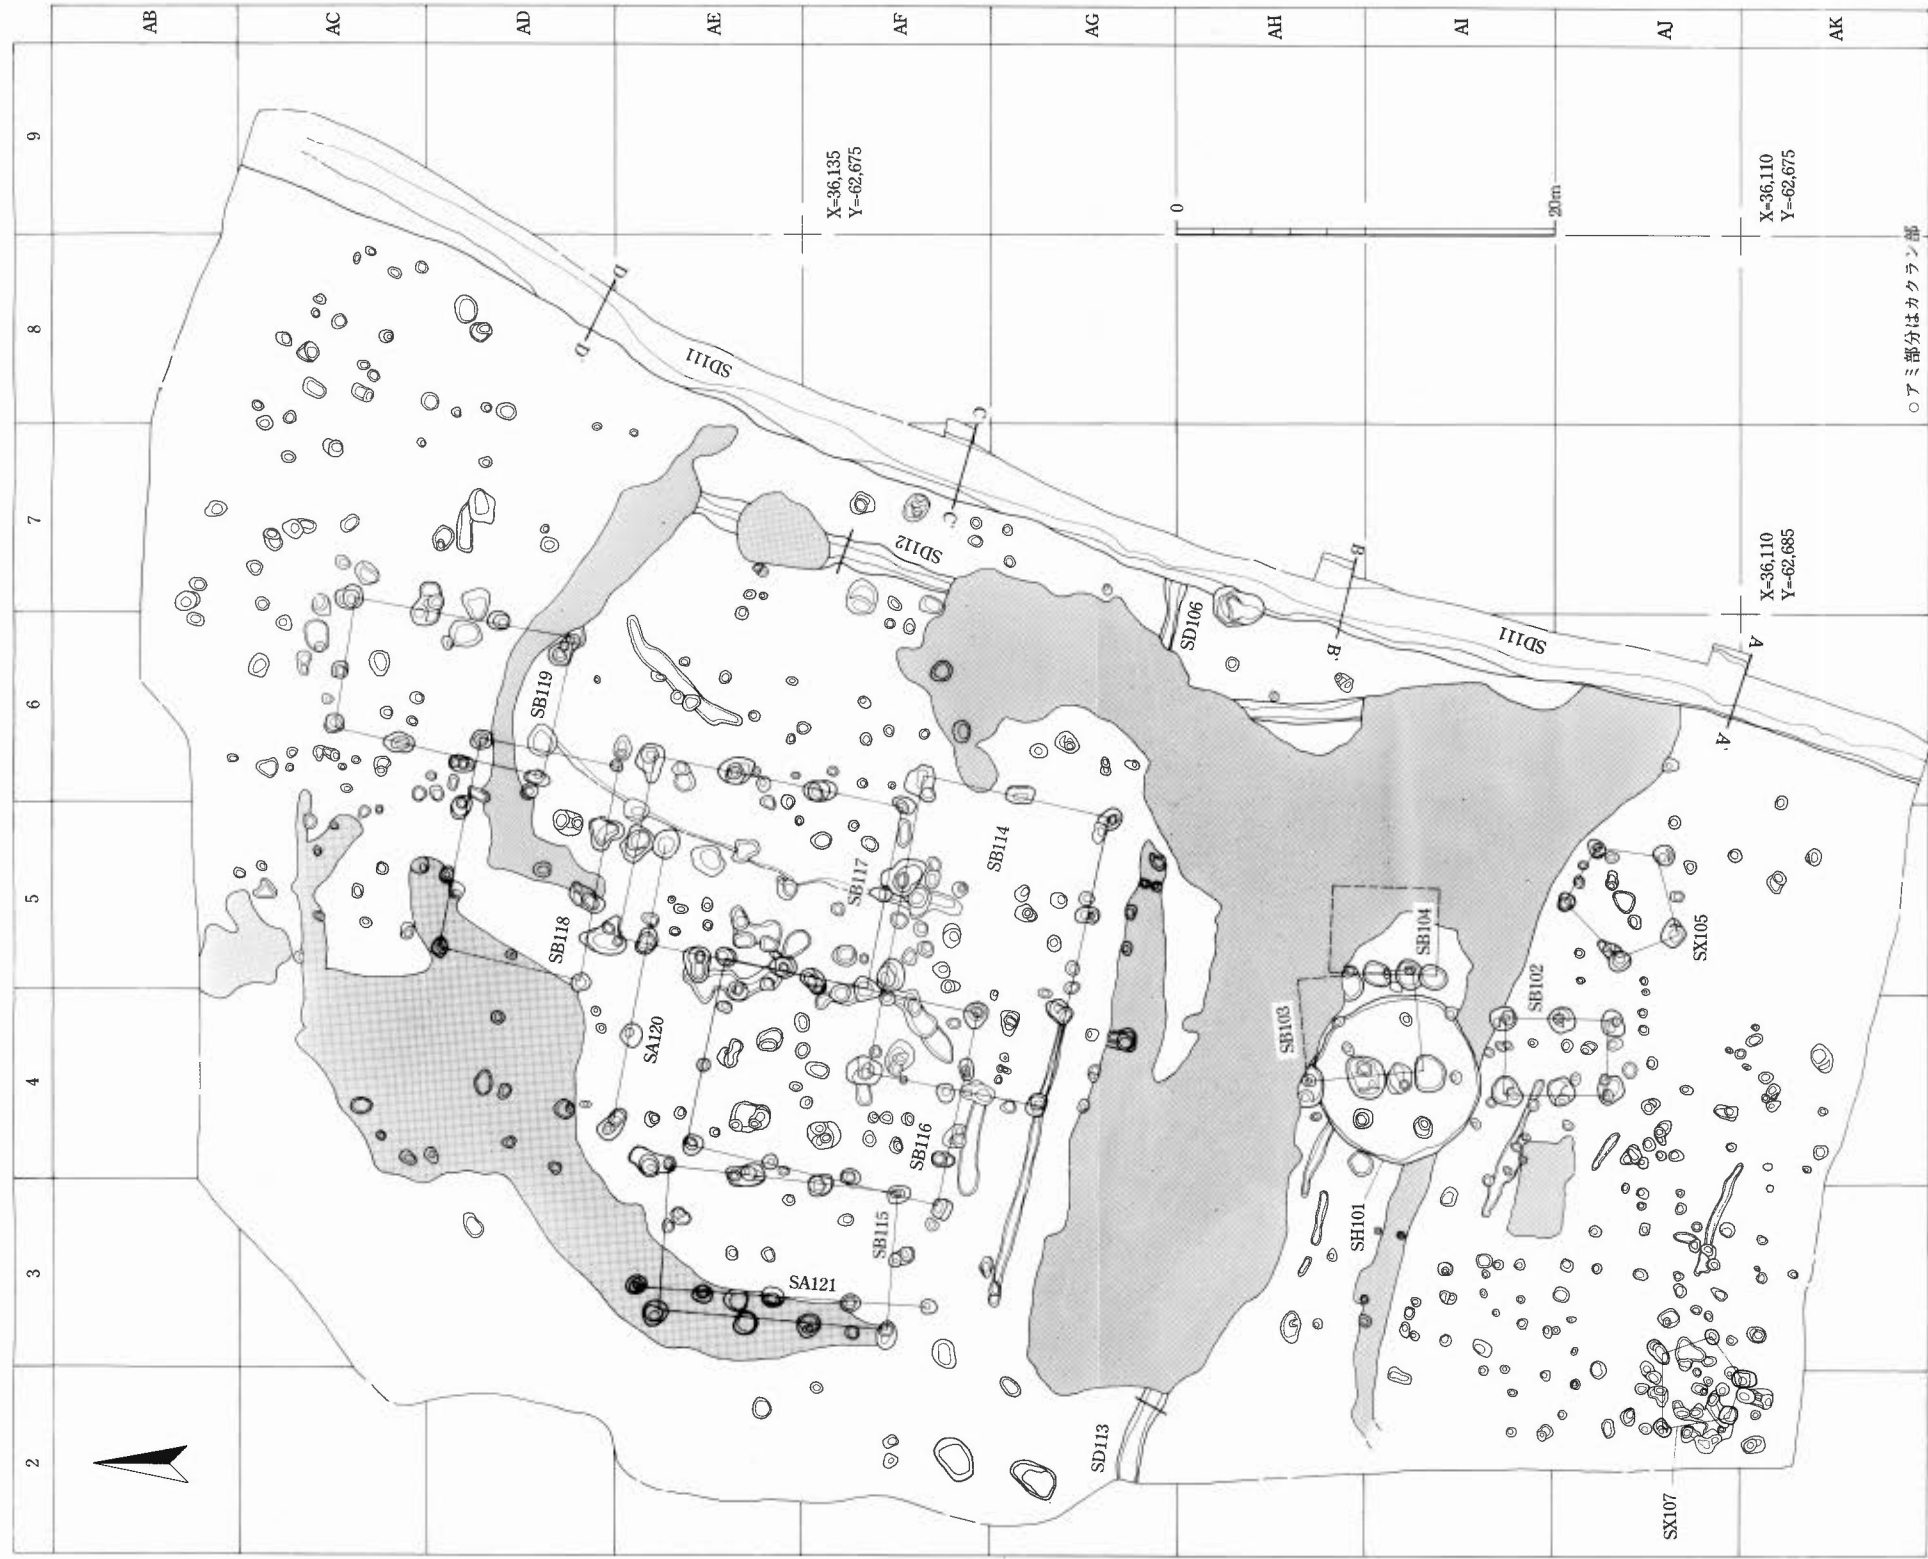 AB
AC
AD
AE
AF
AG
AH
AI
AJ
AK
9
8
7
6
5
4
3
2
X=36,135
Y=-62,675
X=36,110
Y=-62,675
X=36,110
Y=-62,685
0
20m
○アミ部分はカクラン部
D
D'
SD111
C
C'
SD112
SD106
B
B'
SD111
A
A'
SB119
SB118
SB117
SB114
SA120
SB116
SB115
SA121
SD113
SB104
SB103
SB102
SH101
SX105
SX107